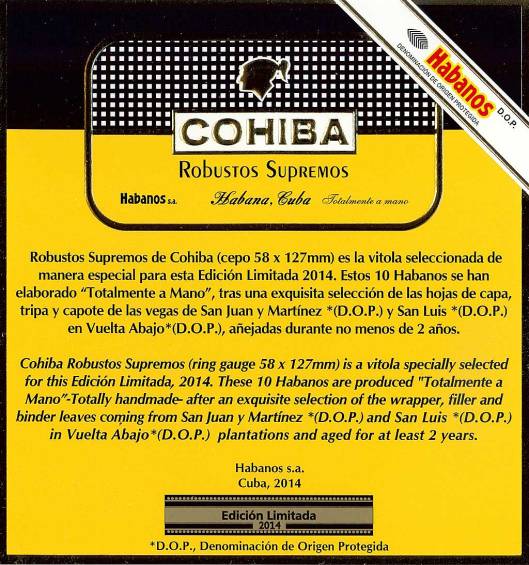 Habanos D.O.P.
DENOMINACIÓN DE ORIGEN PROTEGIDA
COHIBA
ROBUSTOS SUPREMOS
Habanos s.a. Habana, Cuba Totalmente a mano
Robustos Supremos de Cohiba (cepo 58 x 127mm) es la vitola seleccionada de
manera especial para esta Edición Limitada 2014. Estos 10 Habanos se han
elaborado “Totalmente a Mano”, tras una exquisita selección de las hojas de capa,
tripa y capote de las vegas de San Juan y Martínez *(D.O.P.) y San Luis *(D.O.P.)
en Vuelta Abajo*(D.O.P.), añejadas durante no menos de 2 años.
Cohiba Robustos Supremos (ring gauge 58 x 127mm) is a vitola specially selected
for this Edición Limitada, 2014. These 10 Habanos are produced "Totalmente a
Mano”-Totally handmade- after an exquisite selection of the wrapper, filler and
binder leaves coming from San Juan y Martínez *(D.O.P.) and San Luis *(D.O.P.)
in Vuelta Abajo*(D.O.P.) plantations and aged for at least 2 years.
Habanos s.a.
Cuba, 2014
Edición Limitada
2014
*D.O.P., Denominación de Origen Protegida